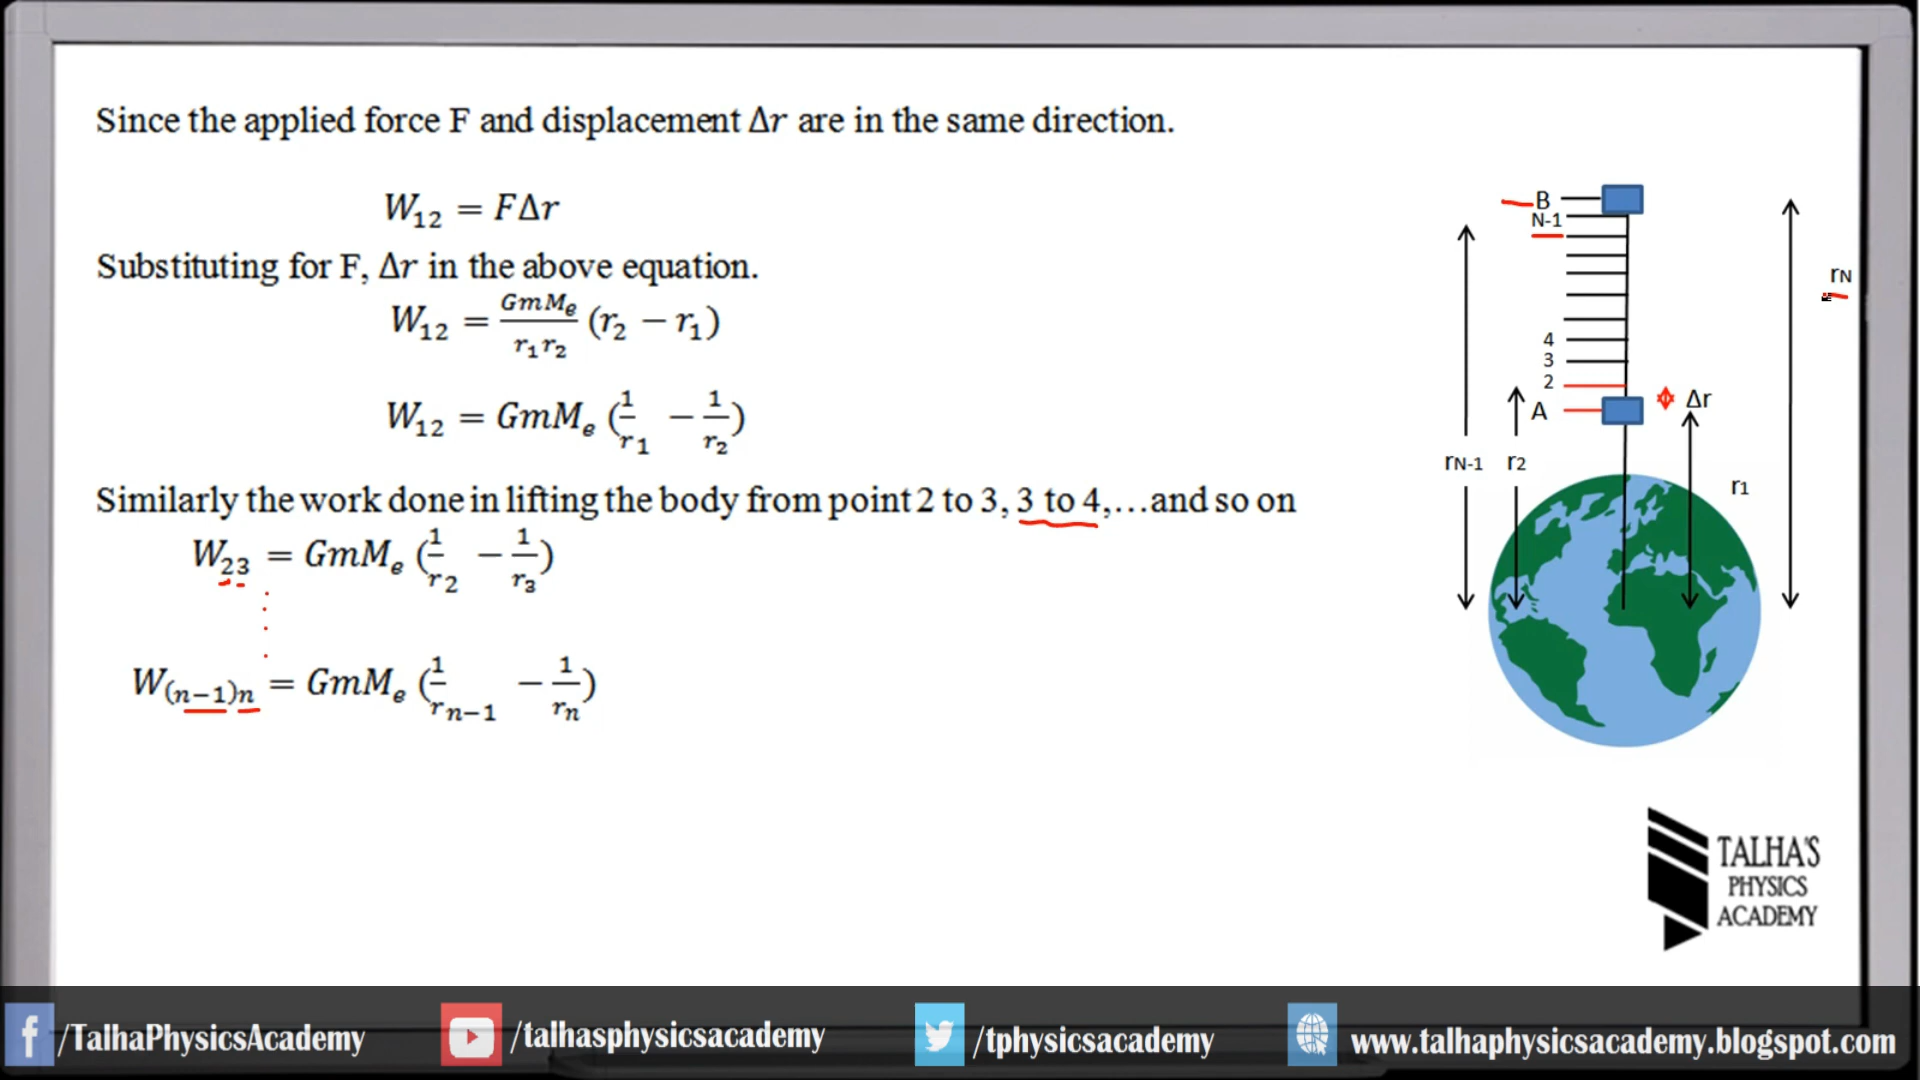 Since the applied force F and displacement Δr are in the same direction.
W₁₂ = FΔr
Substituting for F, Δr in the above equation.
W₁₂ = GmMₑ/r₁r₂ (r₂ − r₁)
W₁₂ = GmMₑ (1/r₁ − 1/r₂)
Similarly the work done in lifting the body from point 2 to 3, 3 to 4,…and so on
W₂₃ = GmMₑ (1/r₂ − 1/r₃)
W₍ₙ₋₁₎ₙ = GmMₑ (1/rₙ₋₁ − 1/rₙ)
B
N-1
rN
4
3
2
A
Δr
rN-1
r2
r1
TALHA'S
PHYSICS
ACADEMY
/TalhaPhysicsAcademy
/talhasphysicsacademy
/tphysicsacademy
www.talhaphysicsacademy.blogspot.com